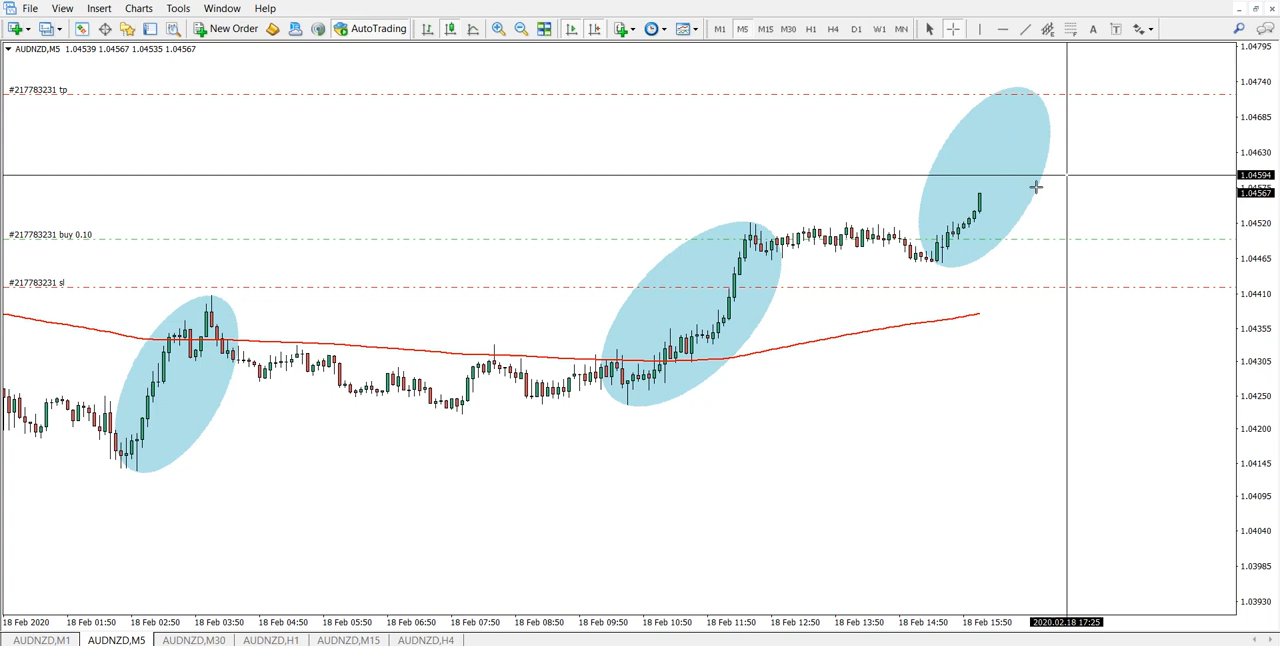 File View Insert Charts Tools Window Help
New Order AutoTrading A T M1 M5 M15 M30 H1 H4 D1 W1 MN
AUDNZD,M5 1.04539 1.04567 1.04535 1.04567
1.04795
#217783231 tp
1.04740
1.04685
1.04630
1.04594
1.04575
1.04567
1.04520
#217783231 buy 0.10
1.04465
#217783231 sl
1.04410
1.04355
1.04305
1.04250
1.04200
1.04145
1.04095
1.04040
1.03985
1.03930
18 Feb 2020 18 Feb 01:50 18 Feb 02:50 18 Feb 03:50 18 Feb 04:50 18 Feb 05:50 18 Feb 06:50 18 Feb 07:50 18 Feb 08:50 18 Feb 09:50 18 Feb 10:50 18 Feb 11:50 18 Feb 12:50 18 Feb 13:50 18 Feb 14:50 18 Feb 15:50 2020.02.18 17:25
AUDNZD,M1 AUDNZD,M5 AUDNZD,M30 AUDNZD,H1 AUDNZD,M15 AUDNZD,H4